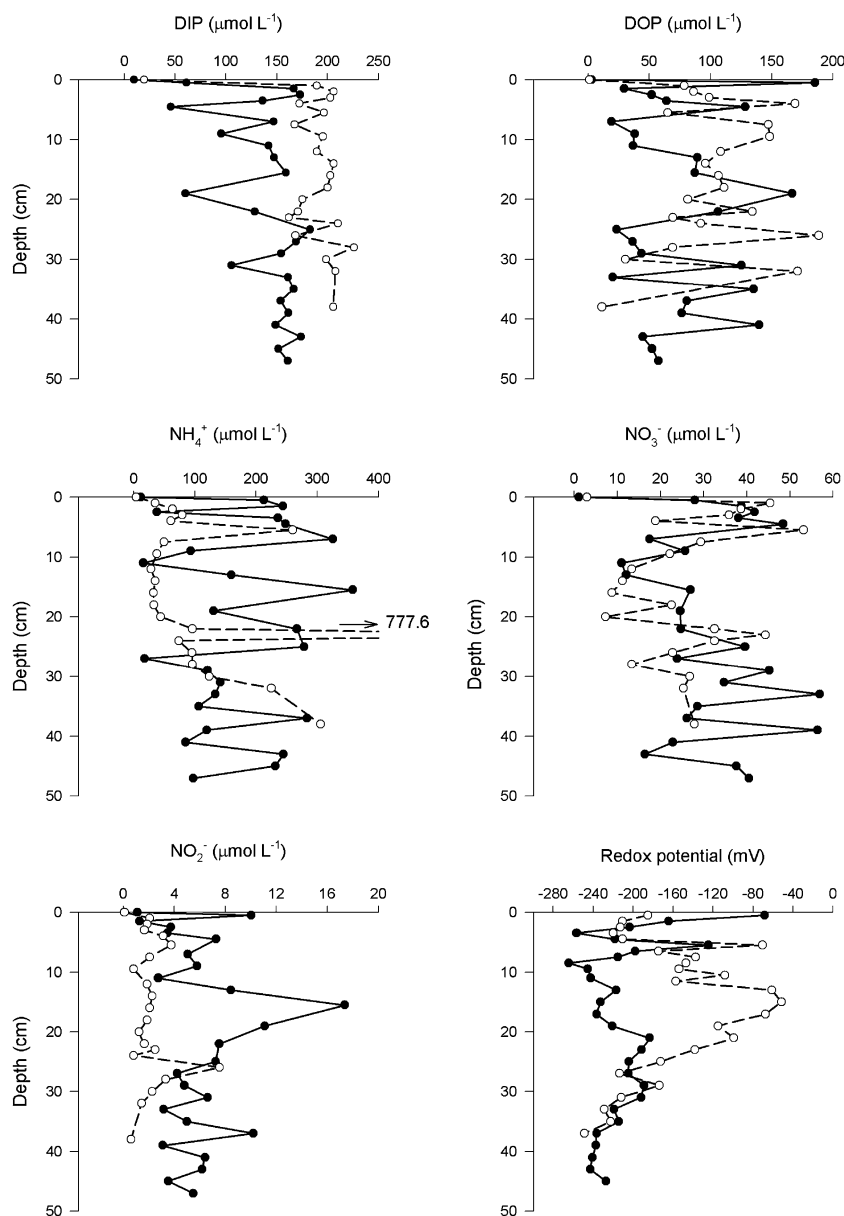 DIP (μmol L⁻¹)
DOP (μmol L⁻¹)
0 50 100 150 200 250
0 50 100 150 200
0
10
20
30
40
50
Depth (cm)
0
10
20
30
40
50
Depth (cm)
NH₄⁺ (μmol L⁻¹)
NO₃⁻ (μmol L⁻¹)
0 100 200 300 400
0 10 20 30 40 50 60
0
10
20
30
40
50
Depth (cm)
777.6
0
10
20
30
40
50
Depth (cm)
NO₂⁻ (μmol L⁻¹)
Redox potential (mV)
0 4 8 12 16 20
-280 -240 -200 -160 -120 -80 -40 0
0
10
20
30
40
50
Depth (cm)
0
10
20
30
40
50